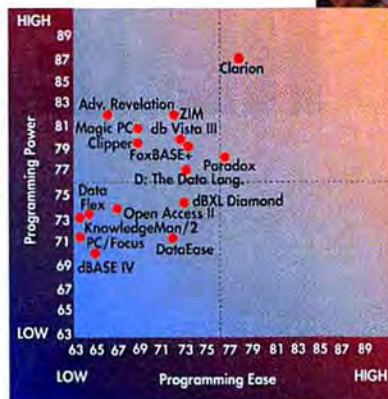 HIGH
89
87
85
83
81
79
77
75
73
71
69
67
65
63
LOW
Programming Power
Clarion
Adv. Revelation
ZIM
Magic PC
db Vista III
Clipper
FoxBASE+
Paradox
D: The Data Lang.
Data
Flex
dBXL Diamond
Open Access II
KnowledgeMan/2
PC/Focus
DataEase
dBASE IV
63 65 67 69 71 73 75 77 79 81 83 85 87 89
LOW
Programming Ease
HIGH